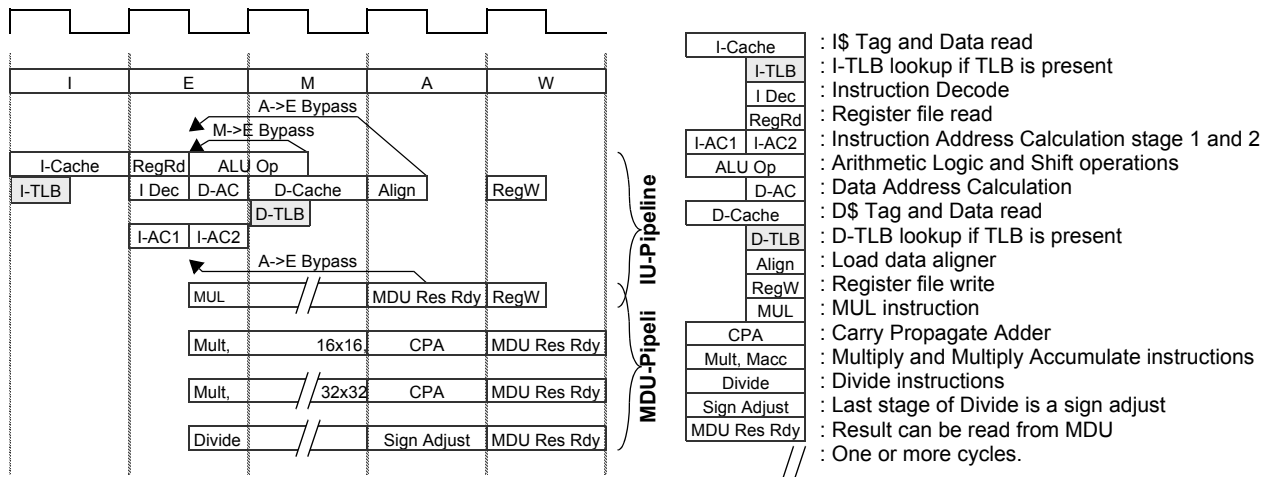 I E M A W
A->E Bypass
M->E Bypass
I-Cache RegRd ALU Op
I-TLB I Dec D-AC D-Cache Align RegW
D-TLB
I-AC1 I-AC2
A->E Bypass
MUL MDU Res Rdy RegW
Mult, 16x16, CPA MDU Res Rdy
Mult, 32x32 CPA MDU Res Rdy
Divide Sign Adjust MDU Res Rdy
IU-Pipeline
MDU-Pipeli
I-Cache : I$ Tag and Data read
I-TLB : I-TLB lookup if TLB is present
I Dec : Instruction Decode
RegRd : Register file read
I-AC1 I-AC2 : Instruction Address Calculation stage 1 and 2
ALU Op : Arithmetic Logic and Shift operations
D-AC : Data Address Calculation
D-Cache : D$ Tag and Data read
D-TLB : D-TLB lookup if TLB is present
Align : Load data aligner
RegW : Register file write
MUL : MUL instruction
CPA : Carry Propagate Adder
Mult, Macc : Multiply and Multiply Accumulate instructions
Divide : Divide instructions
Sign Adjust : Last stage of Divide is a sign adjust
MDU Res Rdy : Result can be read from MDU
: One or more cycles.